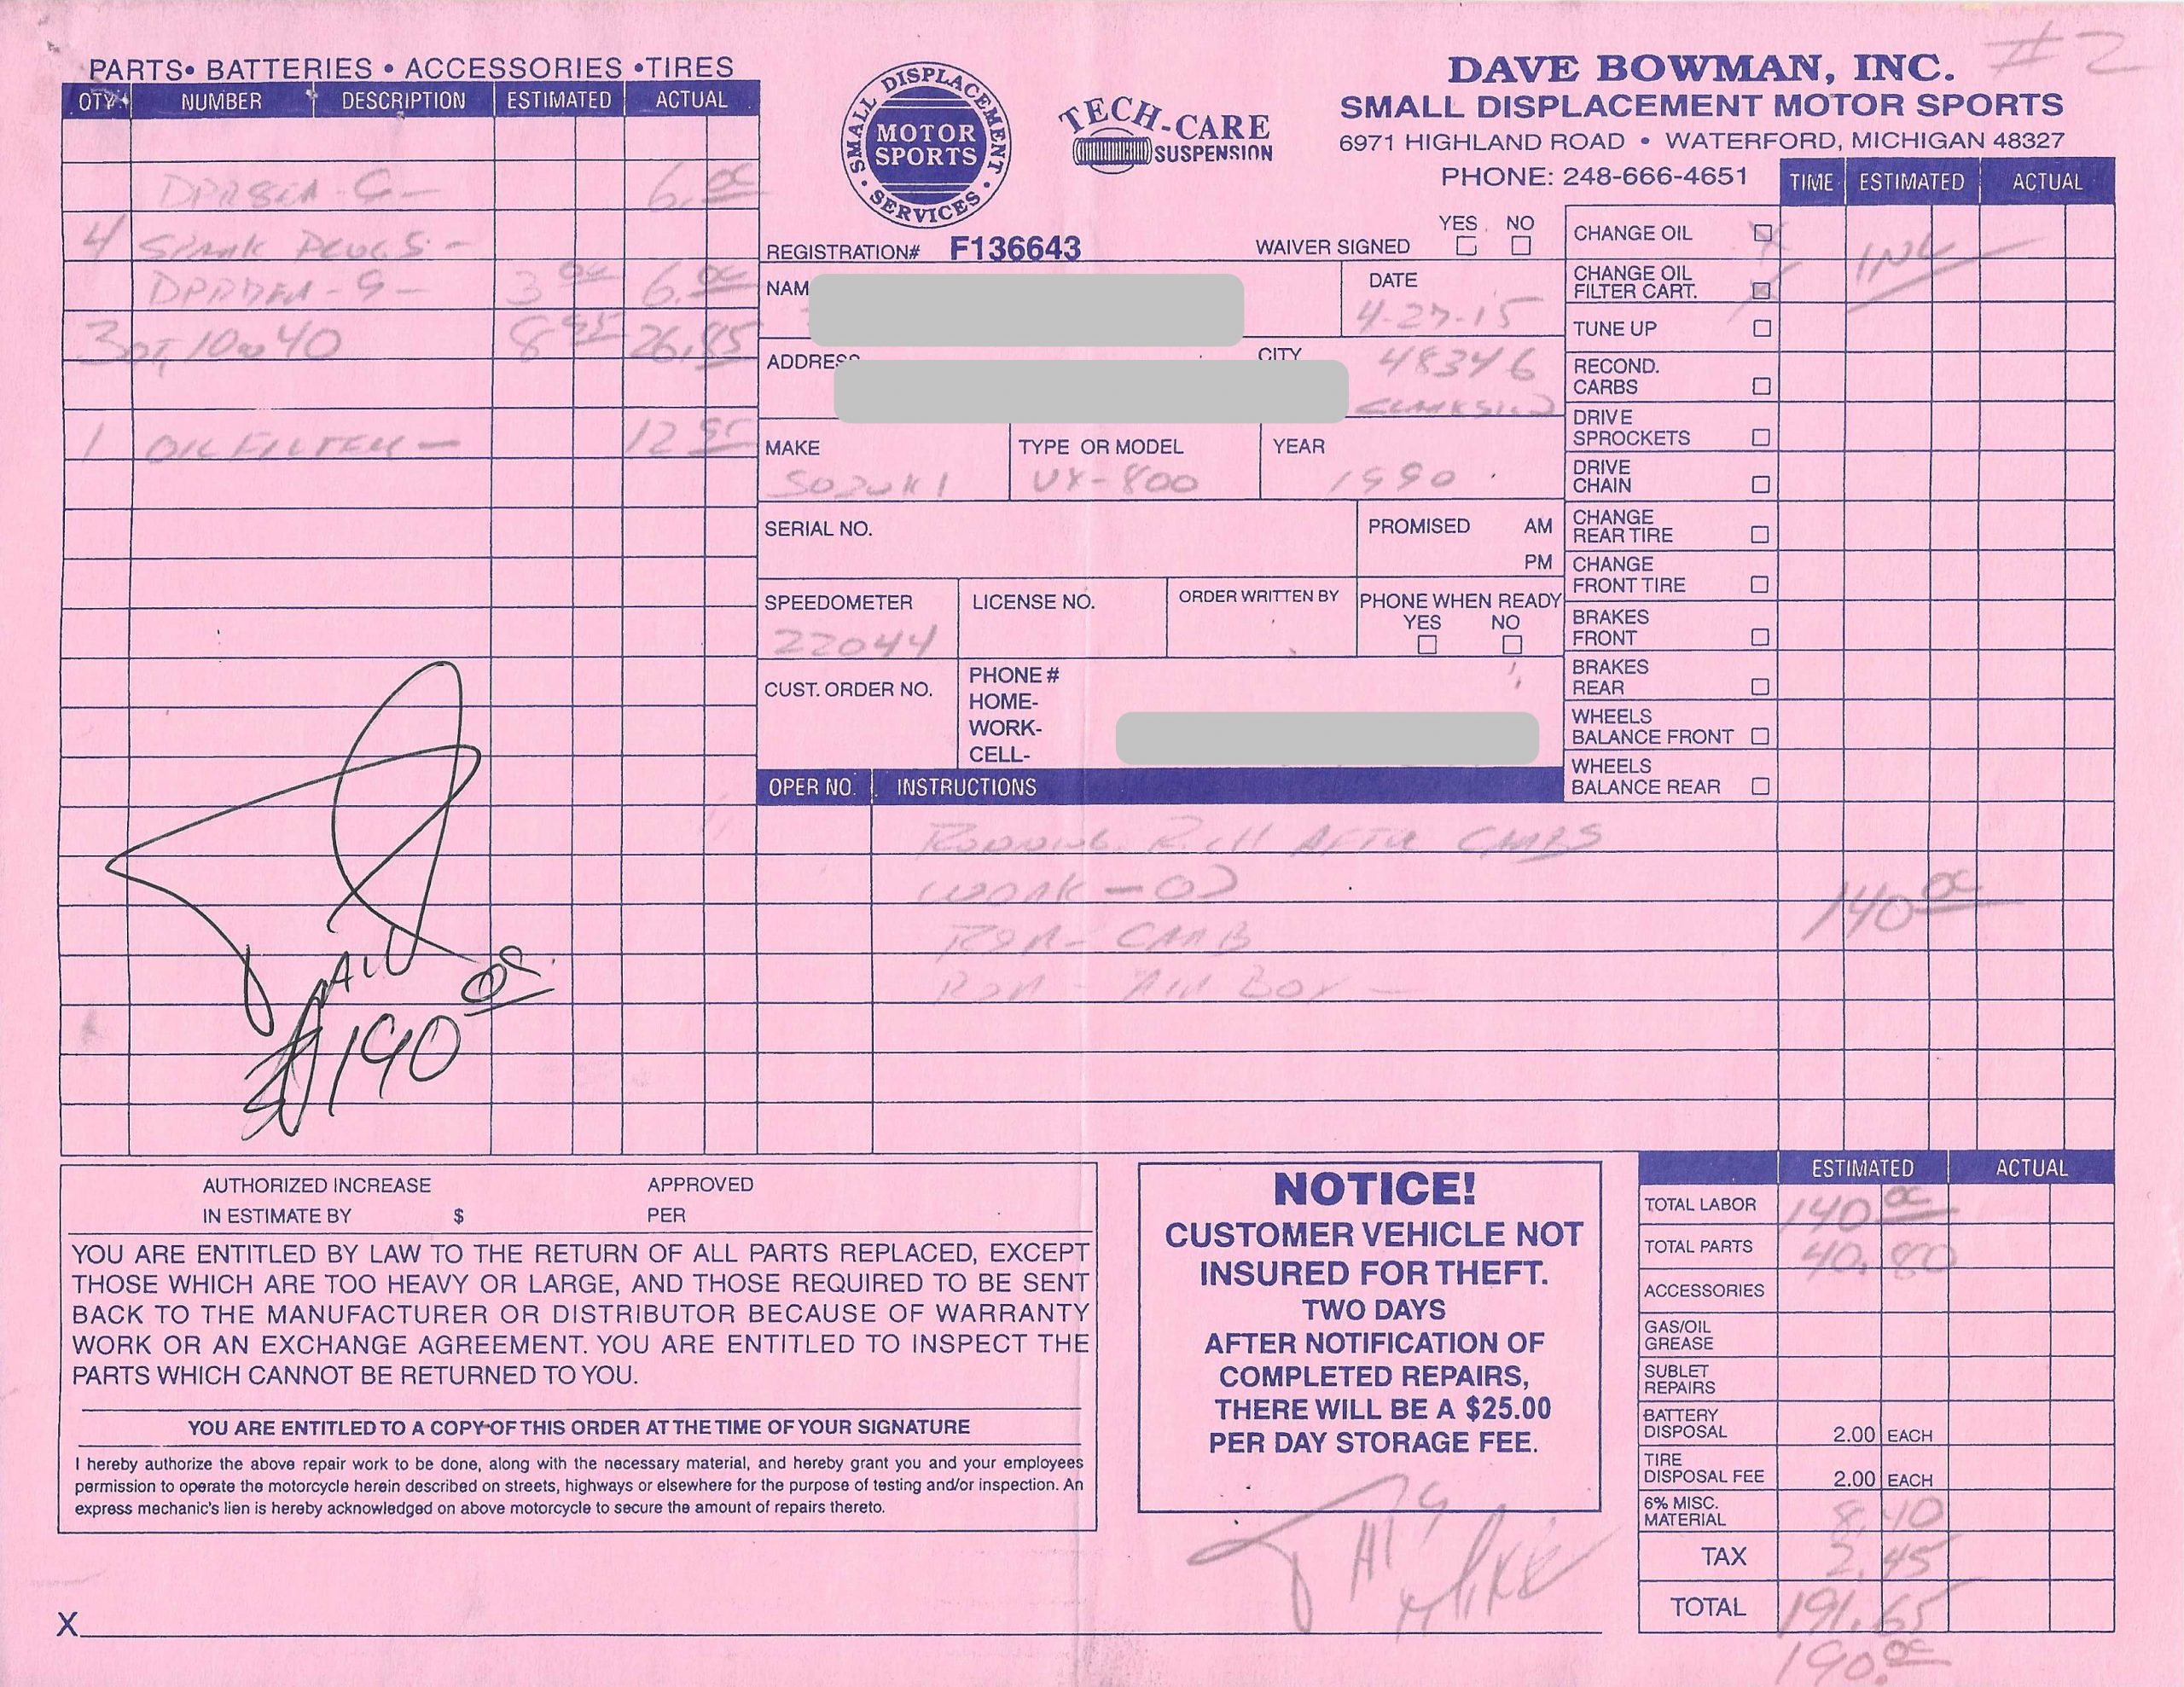 #2
PARTS• BATTERIES • ACCESSORIES •TIRES
QTY. NUMBER DESCRIPTION ESTIMATED ACTUAL
6.00
4 SPARK PLUGS -
3 00 6.00
3 QT, 10W40 8 95 26.85
1 OIL FILTER - 12 95
PAID
$190 00
SMALL DISPLACEMENT
MOTOR SPORTS
• SERVICES •
TECH-CARE
SUSPENSION
DAVE BOWMAN, INC.
SMALL DISPLACEMENT MOTOR SPORTS
6971 HIGHLAND ROAD • WATERFORD, MICHIGAN 48327
PHONE: 248-666-4651
REGISTRATION# F136643
WAIVER SIGNED YES NO
NAM
DATE
4-27-15
ADDRESS
CITY
48346
MAKE TYPE OR MODEL YEAR
SUZUKI VX-800 1990
SERIAL NO.
PROMISED AM
PM
SPEEDOMETER LICENSE NO. ORDER WRITTEN BY PHONE WHEN READY
YES NO
22044
CUST. ORDER NO.
PHONE #
HOME-
WORK-
CELL-
TIME ESTIMATED ACTUAL
CHANGE OIL
CHANGE OIL
FILTER CART.
TUNE UP
RECOND.
CARBS
DRIVE
SPROCKETS
DRIVE
CHAIN
CHANGE
REAR TIRE
CHANGE
FRONT TIRE
BRAKES
FRONT
BRAKES
REAR
WHEELS
BALANCE FRONT
WHEELS
BALANCE REAR
OPER NO. INSTRUCTIONS
RUNNING RICH AFTER CARBS
WORK -
CARB
140 00
AIR BOX -
AUTHORIZED INCREASE
IN ESTIMATE BY $
APPROVED
PER
YOU ARE ENTITLED BY LAW TO THE RETURN OF ALL PARTS REPLACED, EXCEPT
THOSE WHICH ARE TOO HEAVY OR LARGE, AND THOSE REQUIRED TO BE SENT
BACK TO THE MANUFACTURER OR DISTRIBUTOR BECAUSE OF WARRANTY
WORK OR AN EXCHANGE AGREEMENT. YOU ARE ENTITLED TO INSPECT THE
PARTS WHICH CANNOT BE RETURNED TO YOU.
YOU ARE ENTITLED TO A COPY OF THIS ORDER AT THE TIME OF YOUR SIGNATURE
I hereby authorize the above repair work to be done, along with the necessary material, and hereby grant you and your employees
permission to operate the motorcycle herein described on streets, highways or elsewhere for the purpose of testing and/or inspection. An
express mechanic's lien is hereby acknowledged on above motorcycle to secure the amount of repairs thereto.
X
NOTICE!
CUSTOMER VEHICLE NOT
INSURED FOR THEFT.
TWO DAYS
AFTER NOTIFICATION OF
COMPLETED REPAIRS,
THERE WILL BE A $25.00
PER DAY STORAGE FEE.
MIKE
ESTIMATED ACTUAL
TOTAL LABOR 140 00
TOTAL PARTS 40.80
ACCESSORIES
GAS/OIL
GREASE
SUBLET
REPAIRS
BATTERY
DISPOSAL 2.00 EACH
TIRE
DISPOSAL FEE 2.00 EACH
6% MISC.
MATERIAL 8.40
TAX 2.45
TOTAL 191.65
190.00